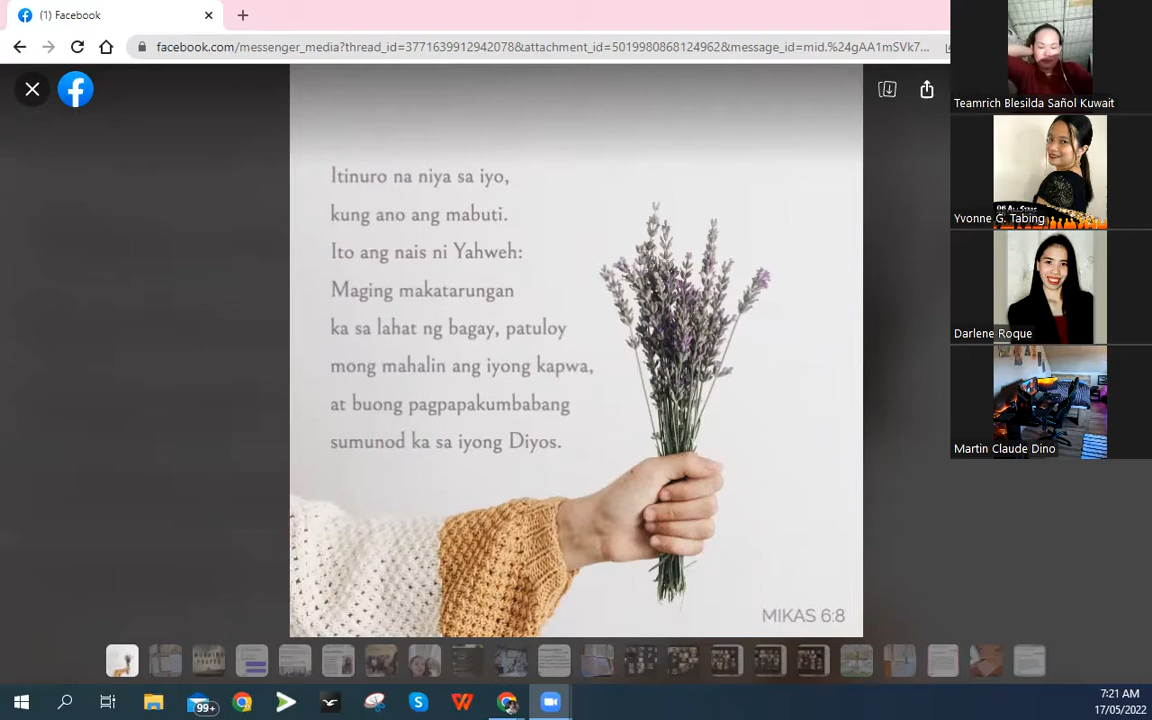 (1) Facebook
facebook.com/messenger_media?thread_id=3771639912942078&attachment_id=501998086812496​2&message_id=mid.%24gAA1mSVk7...
Itinuro na niya sa iyo,
kung ano ang mabuti.
Ito ang nais ni Yahweh:
Maging makatarungan
ka sa lahat ng bagay, patuloy
mong mahalin ang iyong kapwa,
at buong pagpapakumbabang
sumunod ka sa iyong Diyos.
MIKAS 6:8
Teamrich Blesilda Sañol Kuwait
Yvonne G. Tabing
Darlene Roque
Martin Claude Dino
99+
7:21 AM
17/05/2022